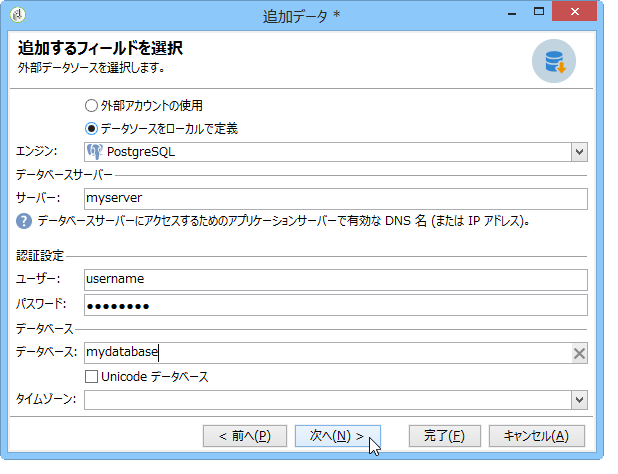 追加データ *
追加するフィールドを選択
外部データソースを選択します。
外部アカウントの使用
データソースをローカルで定義
エンジン: PostgreSQL
データベースサーバー
サーバー: myserver
? データベースサーバーにアクセスするためのアプリケーションサーバーで有効な DNS 名 (または IP アドレス)。
認証設定
ユーザー: username
パスワード: ●●●●●●●●
データベース
データベース: mydatabase
Unicode データベース
タイムゾーン:
< 前へ(P) 次へ(N) > 完了(F) キャンセル(A)